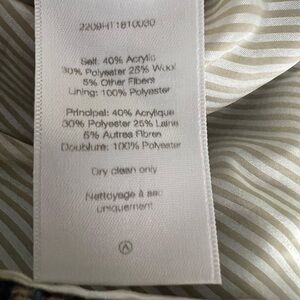 2209HT1810030
Self: 40% Acrylic
30% Polyester 25% Wool
5% Other Fibers
Lining: 100% Polyester
Principal: 40% Acrylique
30% Polyester 25% Laine
5% Autres Fibres
Doublure: 100% Polyester
Dry clean only
Nettoyage à sec
uniquement
A